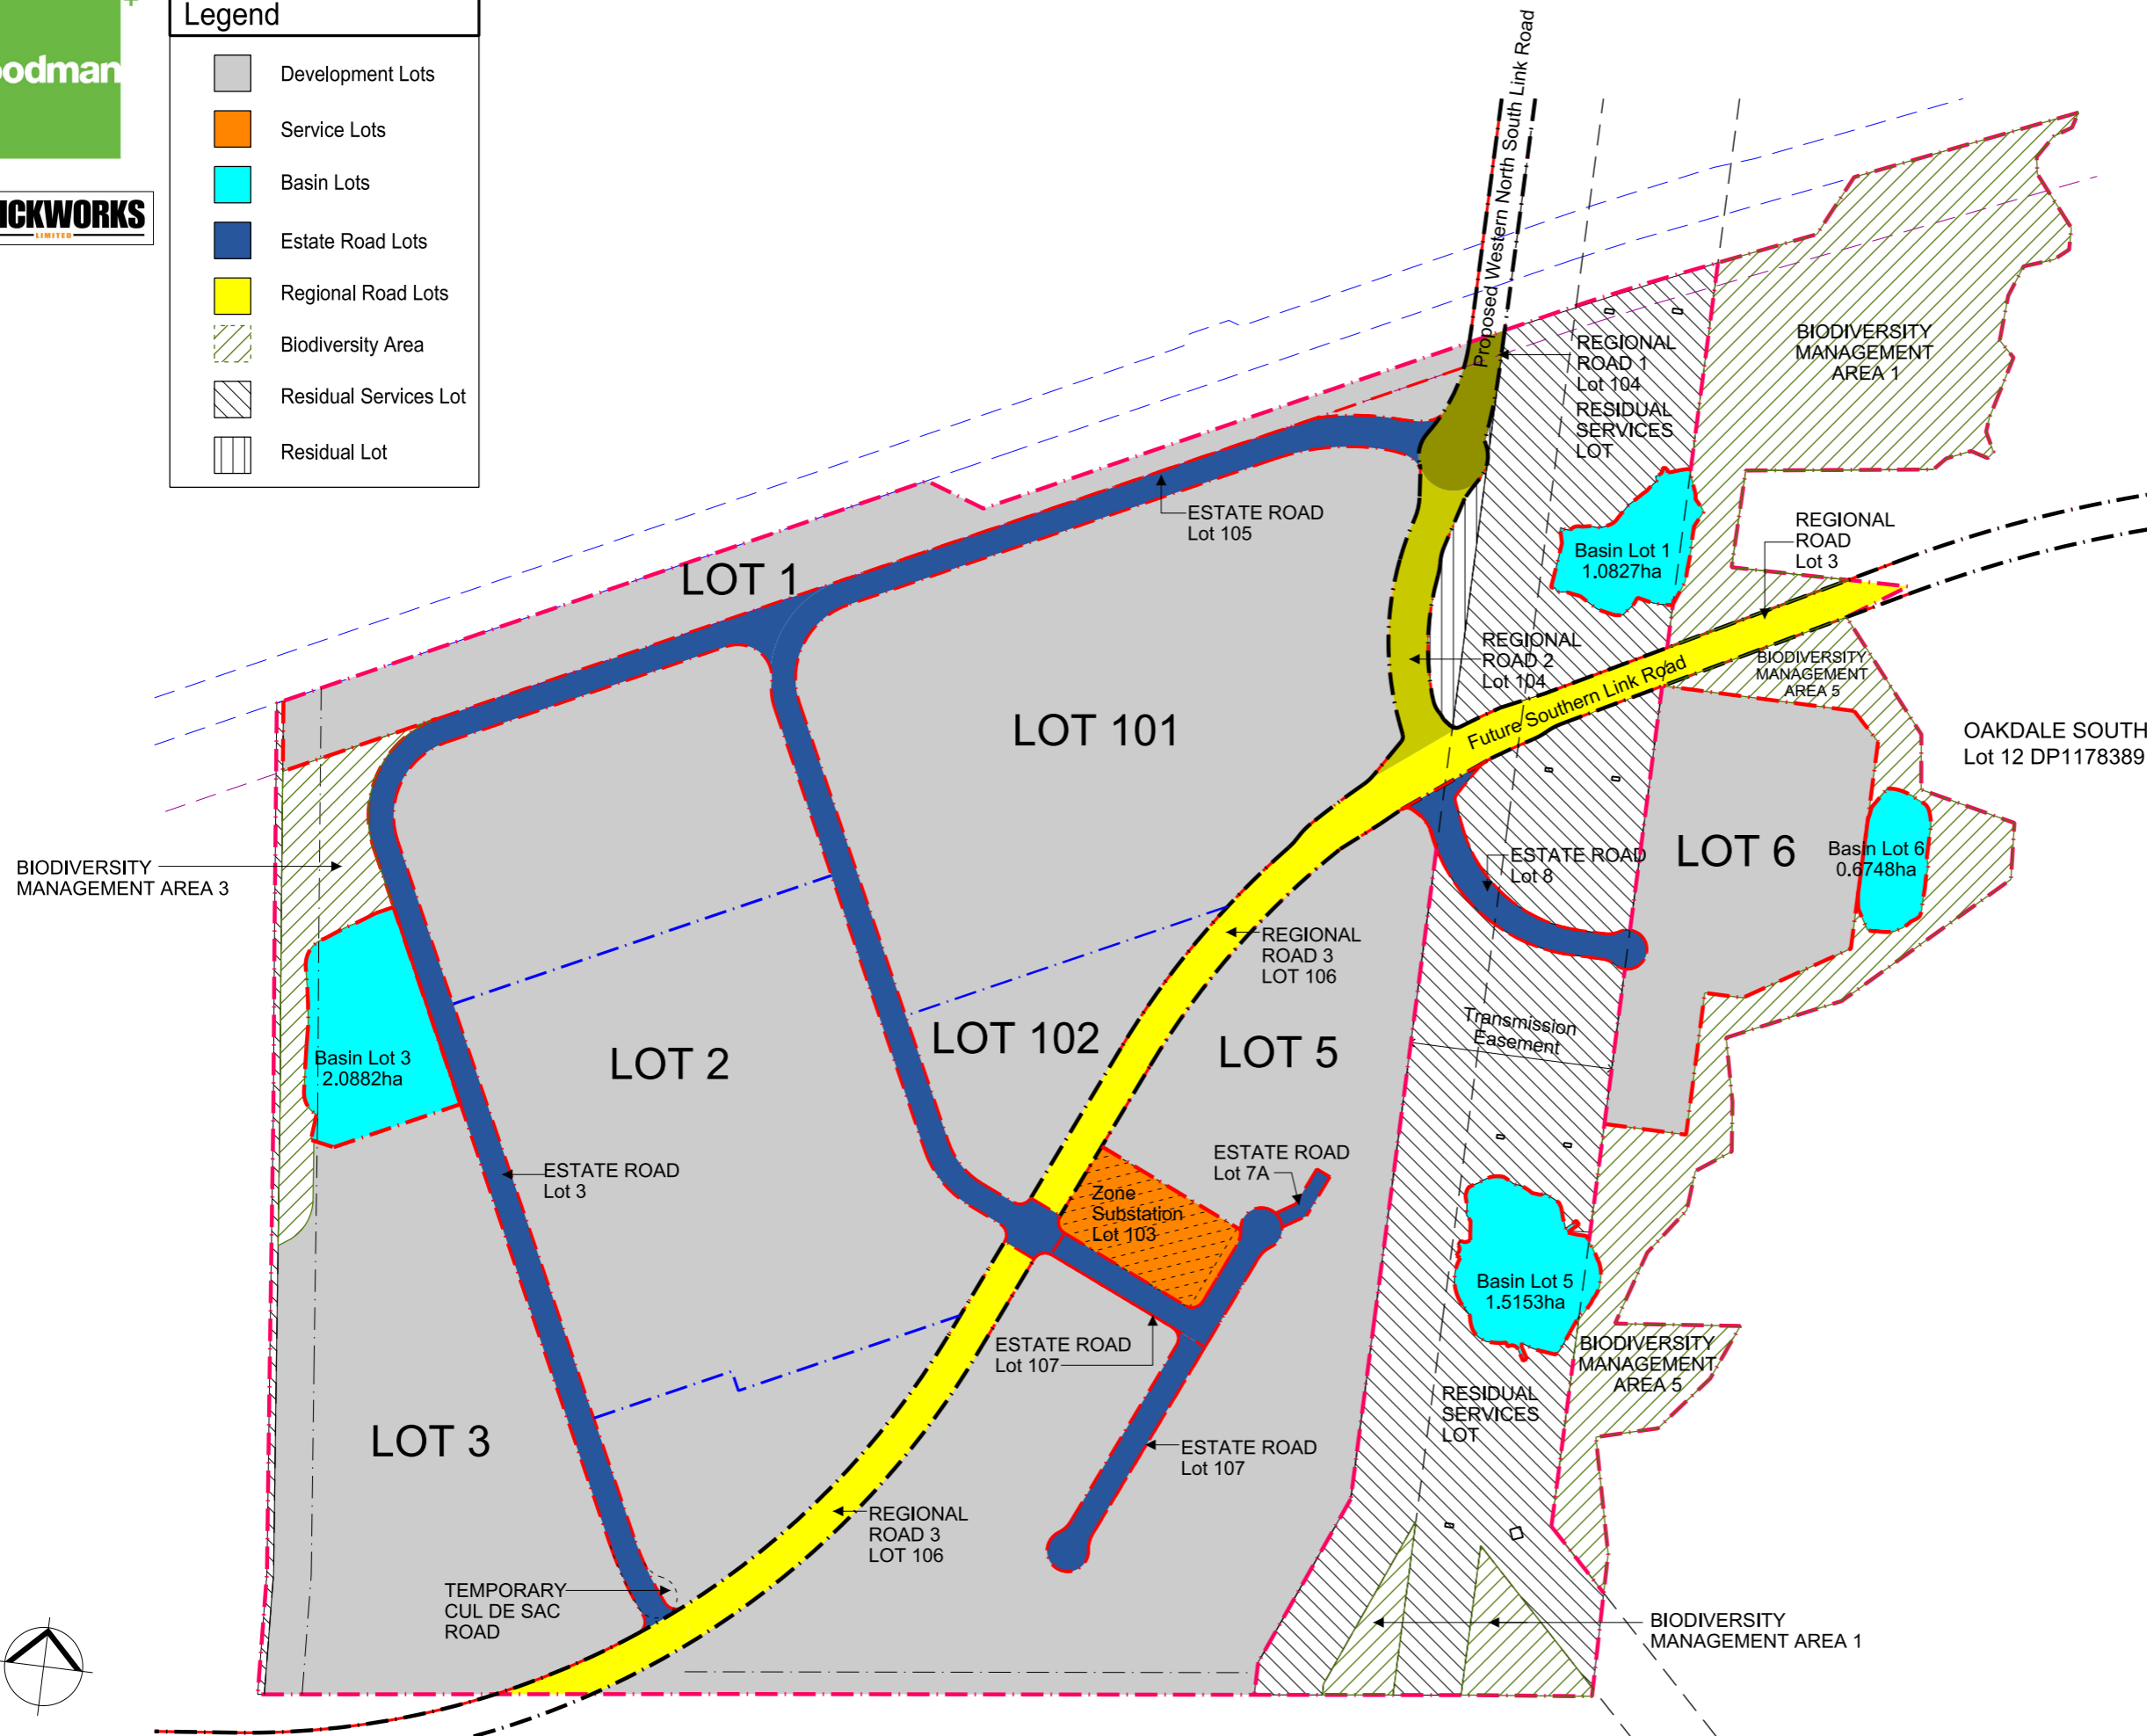 Legend
oodman
Development Lots
Service Lots
Basin Lots
ICKWORKS
LIMITED
Estate Road Lots
Regional Road Lots
Biodiversity Area
Residual Services Lot
Residual Lot
Proposed Western North South Link Road
REGIONAL
ROAD 1
Lot 104
RESIDUAL
SERVICES
LOT
BIODIVERSITY
MANAGEMENT
AREA 1
ESTATE ROAD
Lot 105
REGIONAL
ROAD
Lot 3
Basin Lot 1
1.0827ha
LOT 1
REGIONAL
ROAD 2
Lot 104
BIODIVERSITY
MANAGEMENT
AREA 5
Future Southern Link Road
LOT 101
OAKDALE SOUTH
Lot 12 DP1178389
BIODIVERSITY
MANAGEMENT AREA 3
ESTATE ROAD
Lot 8
LOT 6
Basin Lot 6
0.6748ha
REGIONAL
ROAD 3
LOT 106
Transmission
Easement
Basin Lot 3
2.0882ha
LOT 2
LOT 102
LOT 5
ESTATE ROAD
Lot 3
ESTATE ROAD
Lot 7A
Zone
Substation
Lot 103
Basin Lot 5
1.5153ha
ESTATE ROAD
Lot 107
BIODIVERSITY
MANAGEMENT
AREA 5
RESIDUAL
SERVICES
LOT
LOT 3
ESTATE ROAD
Lot 107
REGIONAL
ROAD 3
LOT 106
TEMPORARY
CUL DE SAC
ROAD
BIODIVERSITY
MANAGEMENT AREA 1